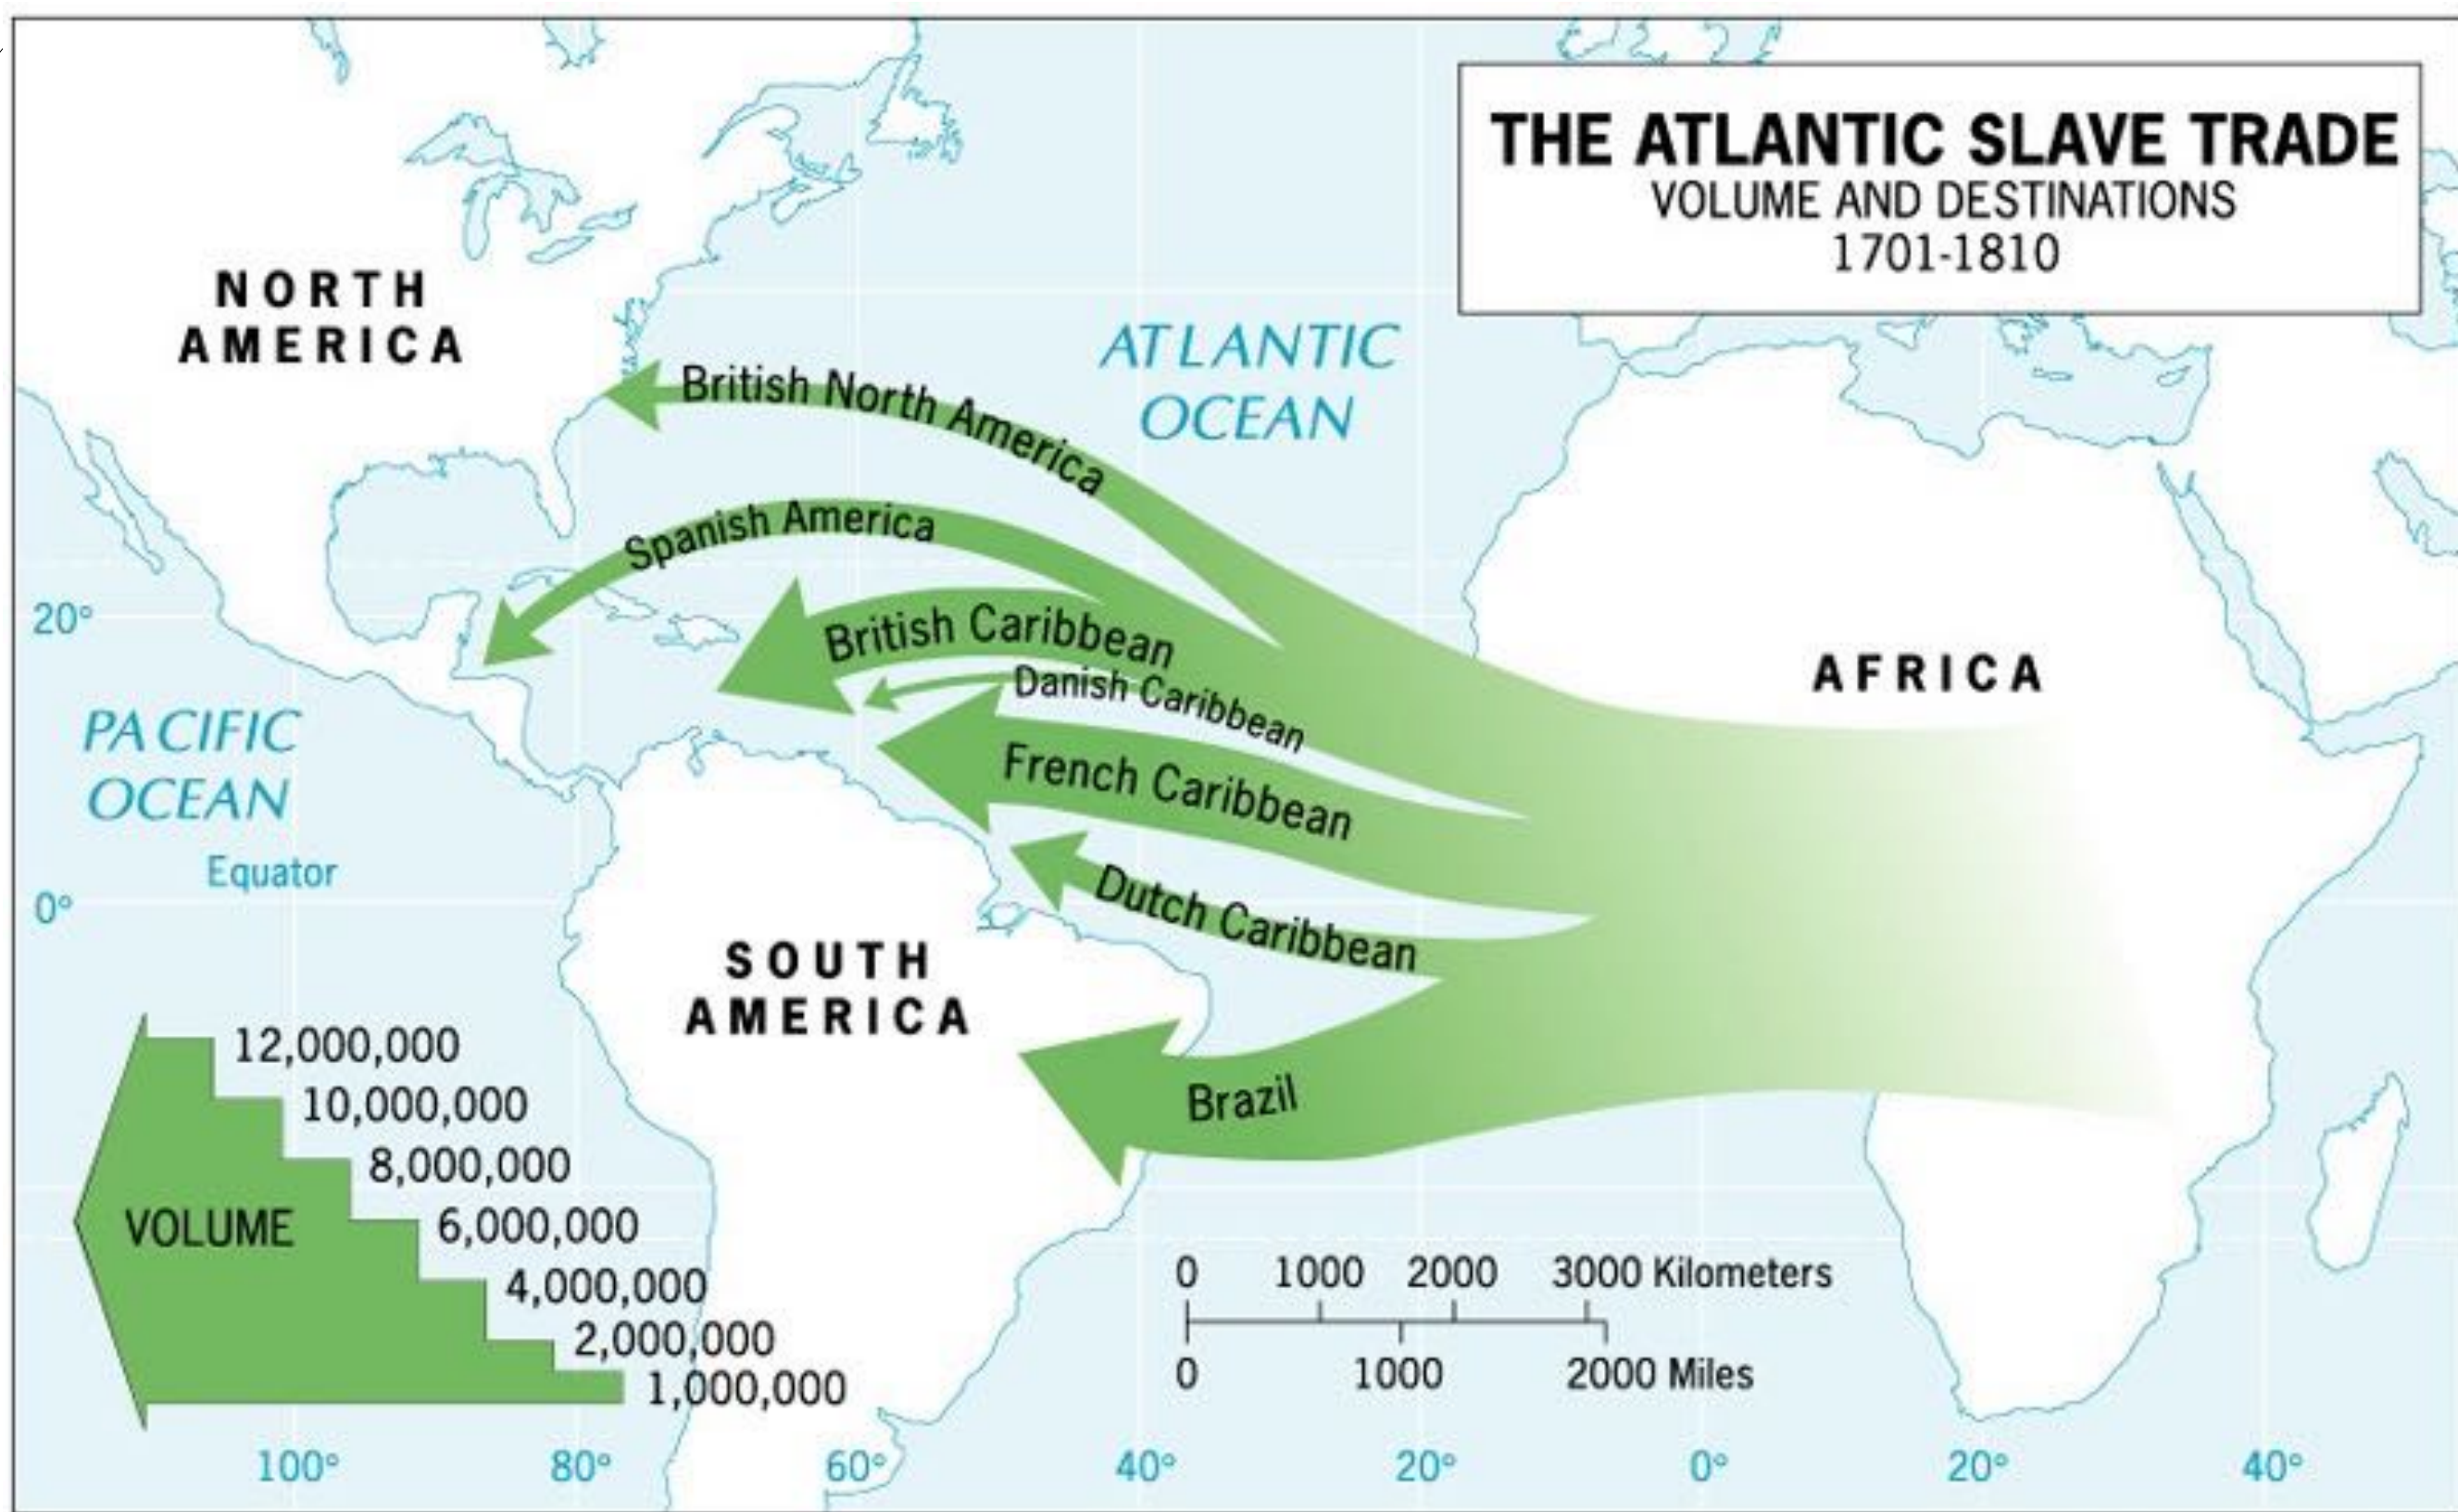 THE ATLANTIC SLAVE TRADE
VOLUME AND DESTINATIONS
1701-1810
NORTH
AMERICA
ATLANTIC
OCEAN
British North America
Spanish America
British Caribbean
Danish Caribbean
French Caribbean
Dutch Caribbean
Brazil
AFRICA
20°
PACIFIC
OCEAN
Equator
0°
SOUTH
AMERICA
VOLUME
12,000,000
10,000,000
8,000,000
6,000,000
4,000,000
2,000,000
1,000,000
0 1000 2000 3000 Kilometers
0 1000 2000 Miles
100° 80° 60° 40° 20° 0° 20° 40°